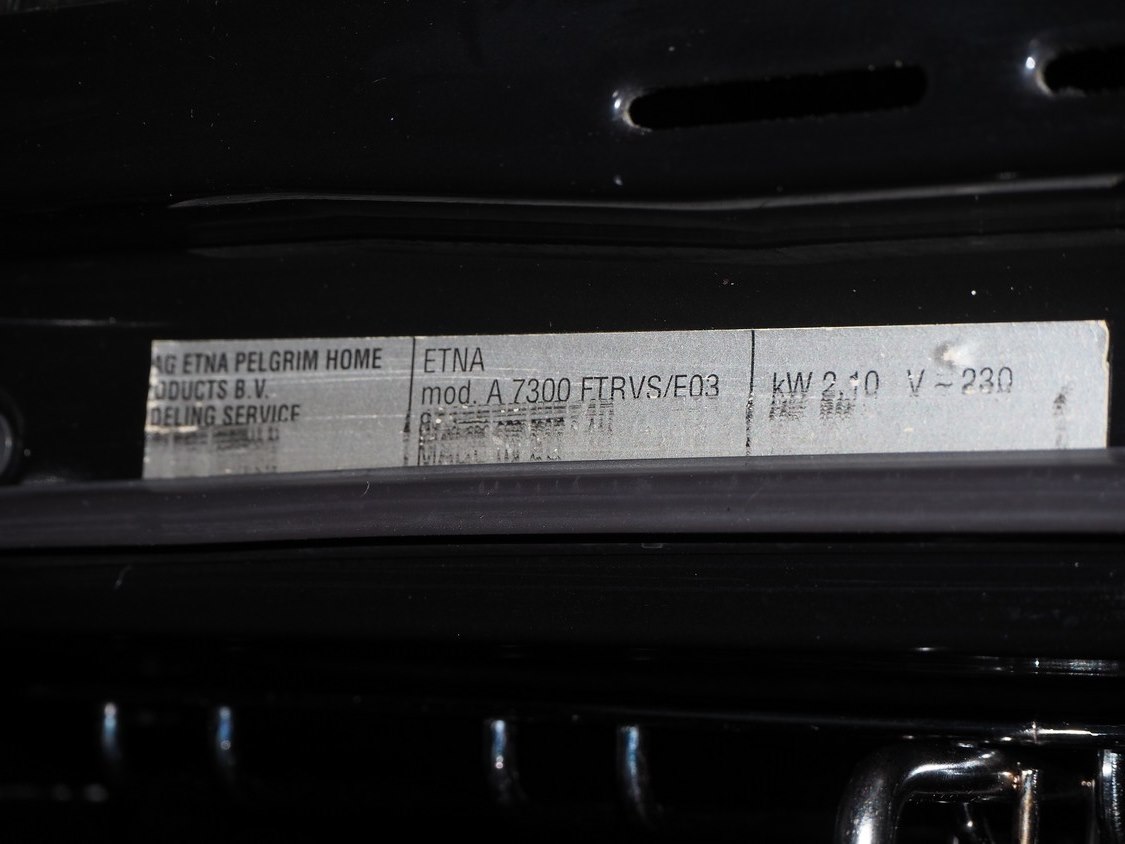 AG ETNA PELGRIM HOME
ODUCTS B.V.
DELING SERVICE
ETNA
mod. A 7300 FTRVS/E03
kW 2.10 V ~ 230